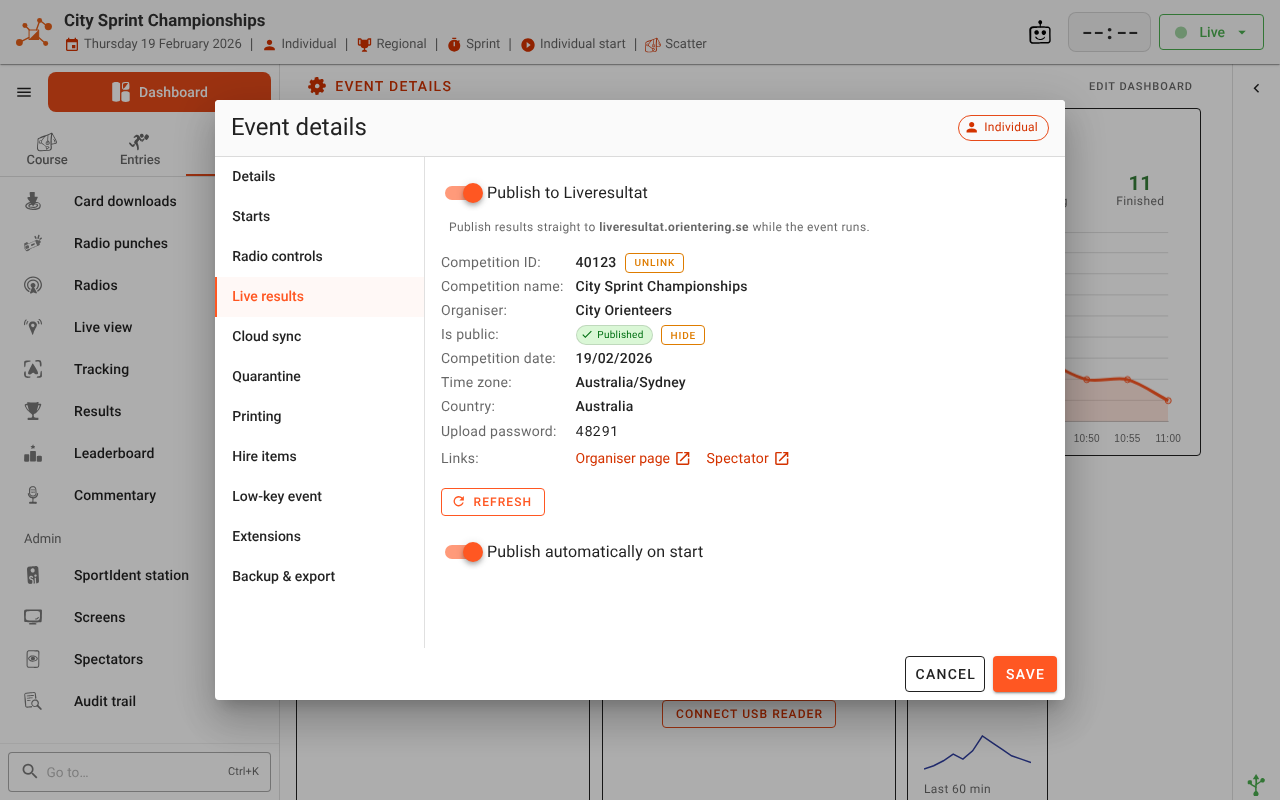 City Sprint Championships
Thursday 19 February 2026 | Individual | Regional | Sprint | Individual start | Scatter
--:--
Live
Dashboard
EVENT DETAILS
EDIT DASHBOARD
Course
Entries
Event details
Individual
Card downloads
Radio punches
Radios
Live view
Tracking
Results
Leaderboard
Commentary
Admin
SportIdent station
Screens
Spectators
Audit trail
Go to...
Ctrl+K
Details
Starts
Radio controls
Live results
Cloud sync
Quarantine
Printing
Hire items
Low-key event
Extensions
Backup & export
Publish to Liveresultat
Publish results straight to liveresultat.orientering.se while the event runs.
Competition ID: 40123 UNLINK
Competition name: City Sprint Championships
Organiser: City Orienteers
Is public: Published HIDE
Competition date: 19/02/2026
Time zone: Australia/Sydney
Country: Australia
Upload password: 48291
Links: Organiser page Spectator
REFRESH
Publish automatically on start
CANCEL
SAVE
11
Finished
10:50 10:55 11:00
CONNECT USB READER
Last 60 min